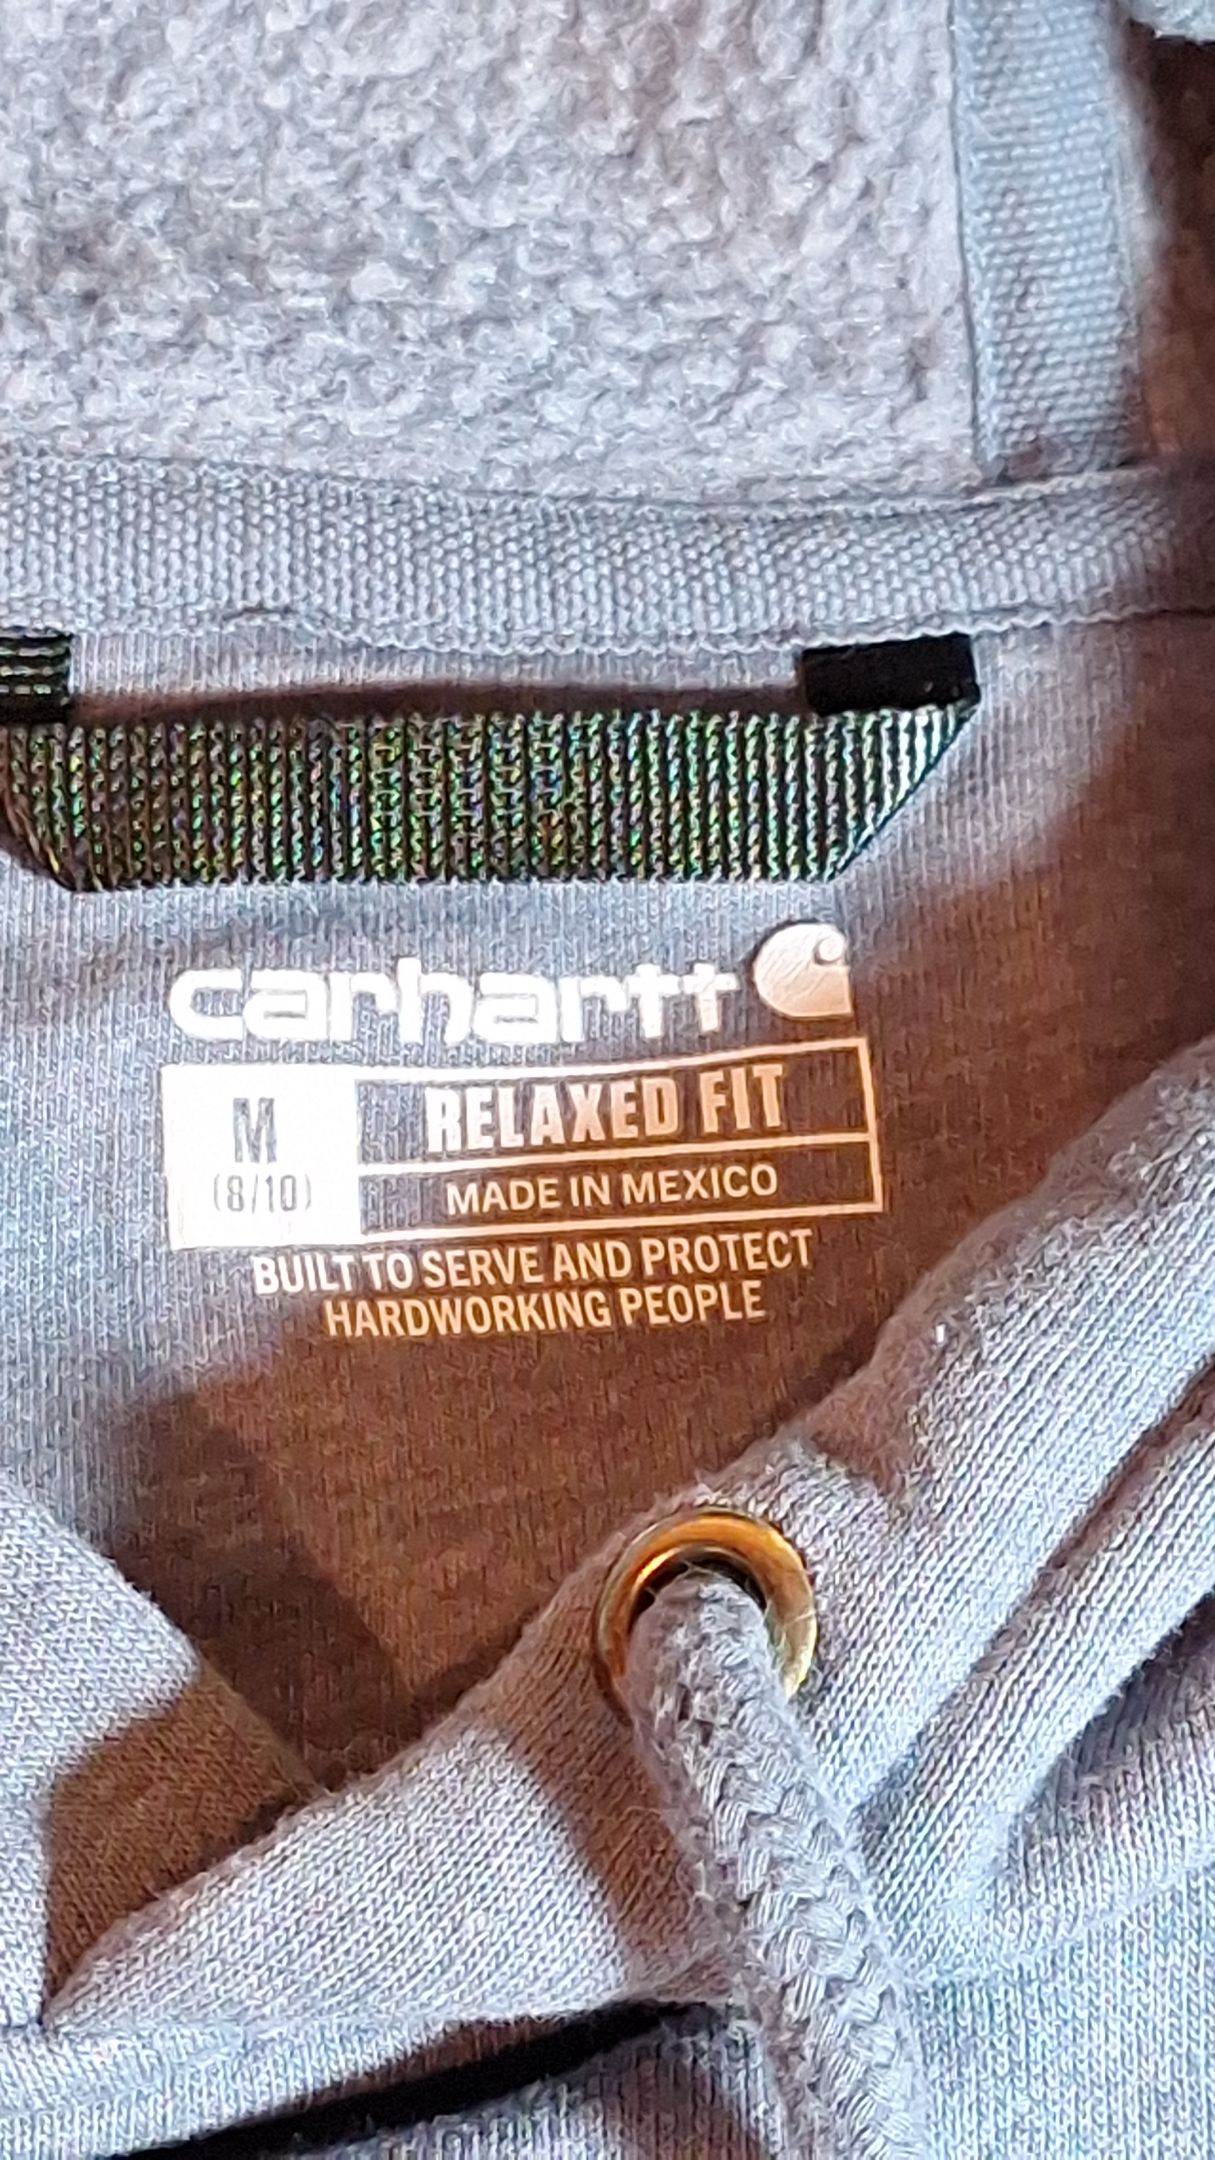 carhartt
M
(8/10)
RELAXED FIT
MADE IN MEXICO
BUILT TO SERVE AND PROTECT
HARDWORKING PEOPLE